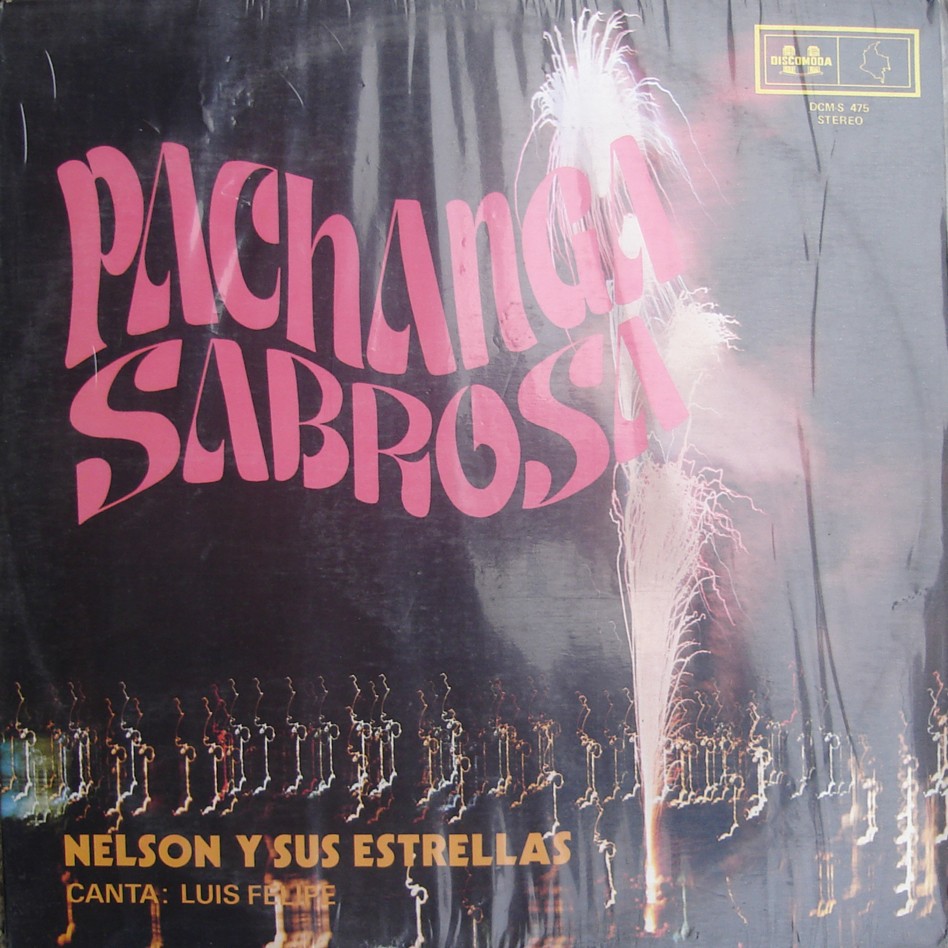 DISCOMODA
DCM-S 475
STEREO
PACHANGA
SABROSA
NELSON Y SUS ESTRELLAS
CANTA: LUIS FELIPE